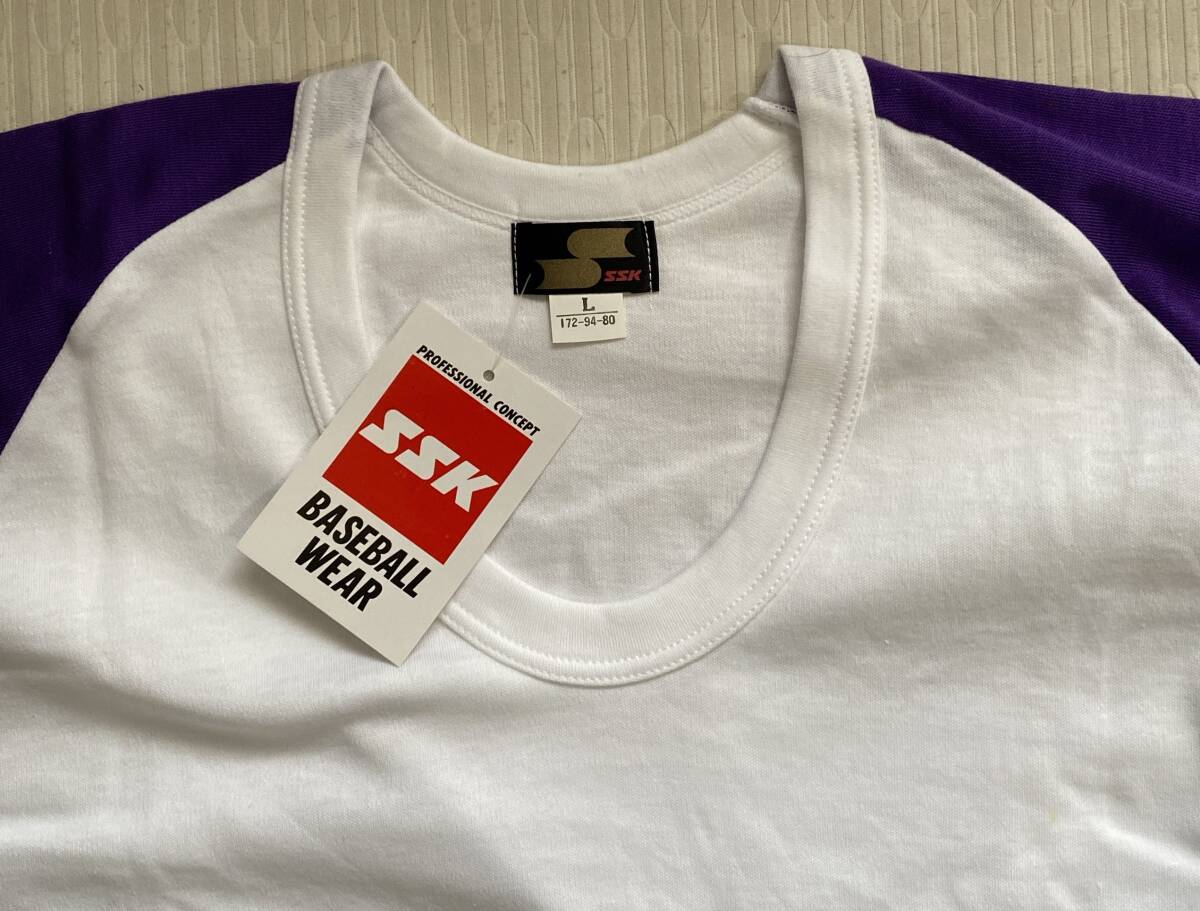 SSK
L
172-94-80
PROFESSIONAL CONCEPT
SSK
BASEBALL
WEAR